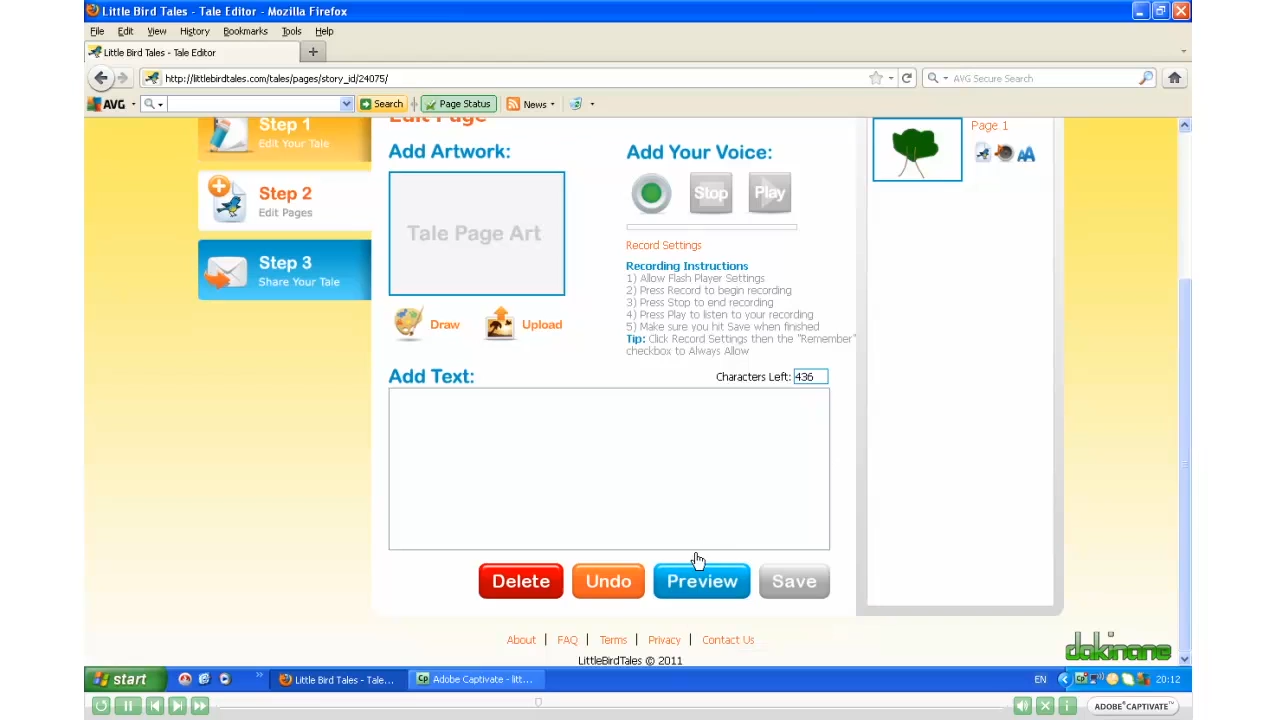 Little Bird Tales - Tale Editor - Mozilla Firefox
File Edit View History Bookmarks Tools Help
Little Bird Tales - Tale Editor
http://littlebirdtales.com/tales/pages/story_id/24075/
AVG Secure Search
AVG Search Page Status News
Step 1
Edit Your Tale
Step 2
Edit Pages
Step 3
Share Your Tale
Edit Page
Add Artwork:
Tale Page Art
Draw Upload
Add Your Voice:
Stop Play
Record Settings
Recording Instructions
1) Allow Flash Player Settings
2) Press Record to begin recording
3) Press Stop to end recording
4) Press Play to listen to your recording
5) Make sure you hit Save when finished
Tip: Click Record Settings then the "Remember"
checkbox to Always Allow
Page 1
AA
Add Text:
Characters Left: 436
Delete Undo Preview Save
About | FAQ | Terms | Privacy | Contact Us
LittleBirdTales © 2011
dakinane
start Little Bird Tales - Tale... Cp Adobe Captivate - litt... EN 20:12
ADOBE® CAPTIVATE™